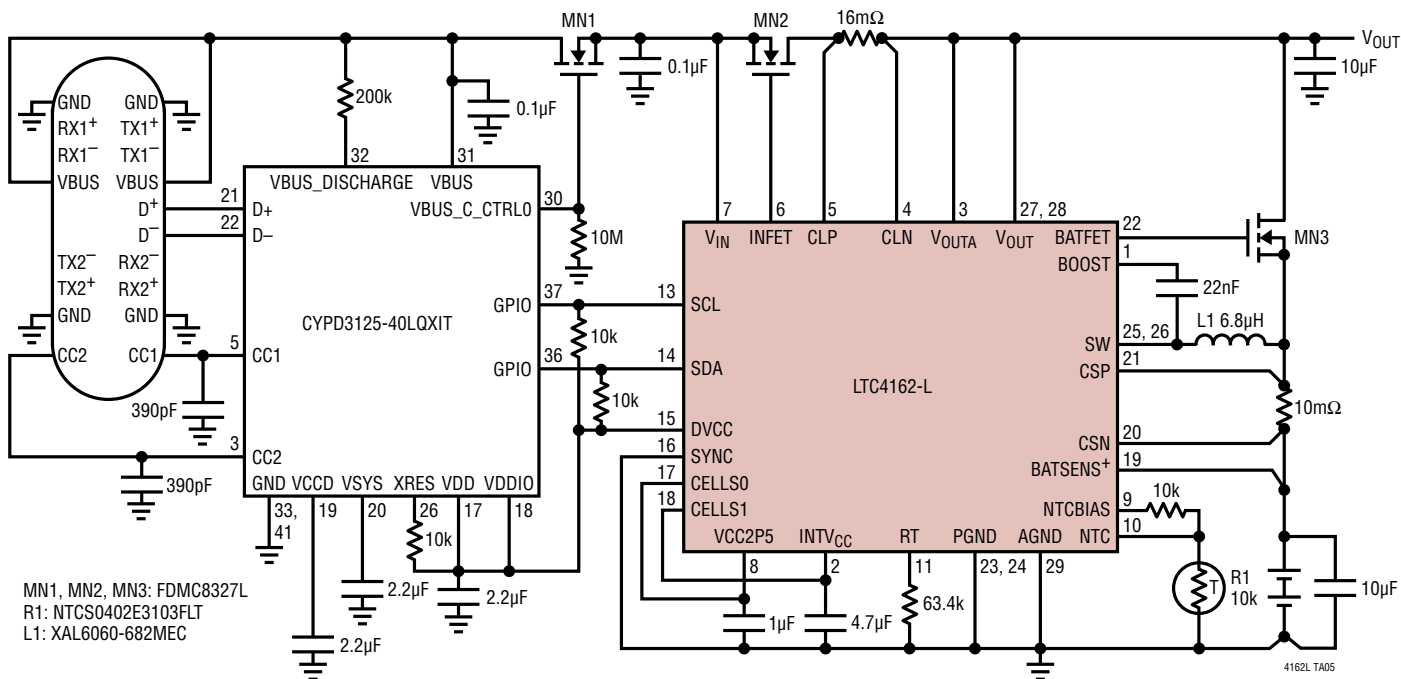 MN1
MN2
16mΩ
VOUT
0.1µF
10µF
200k
0.1µF
GND GND
RX1+ TX1+
RX1− TX1−
VBUS VBUS
D+
D−
TX2− RX2−
TX2+ RX2+
GND GND
CC2 CC1
32
31
VBUS_DISCHARGE VBUS
21
D+
22
D−
30
VBUS_C_CTRL0
10M
37
GPIO
10k
36
GPIO
10k
CYPD3125-40LQXIT
5
CC1
390pF
3
CC2
390pF
GND VCCD VSYS XRES VDD VDDIO
33, 41
19
20
26
17
18
10k
2.2µF
2.2µF
2.2µF
7
6
5
4
3
27, 28
VIN INFET CLP CLN VOUTA VOUT BATFET
22
MN3
BOOST
1
22nF
L1 6.8µH
SW
25, 26
CSP
21
10mΩ
CSN
20
BATSENS+
19
NTCBIAS
9
10k
NTC
10
T
R1
10k
10µF
13
SCL
14
SDA
LTC4162-L
15
DVCC
16
SYNC
17
CELLS0
18
CELLS1
VCC2P5 INTVCC RT PGND AGND
8
2
11
23, 24
29
1µF
4.7µF
63.4k
MN1, MN2, MN3: FDMC8327L
R1: NTCS0402E3103FLT
L1: XAL6060-682MEC
4162L TA05